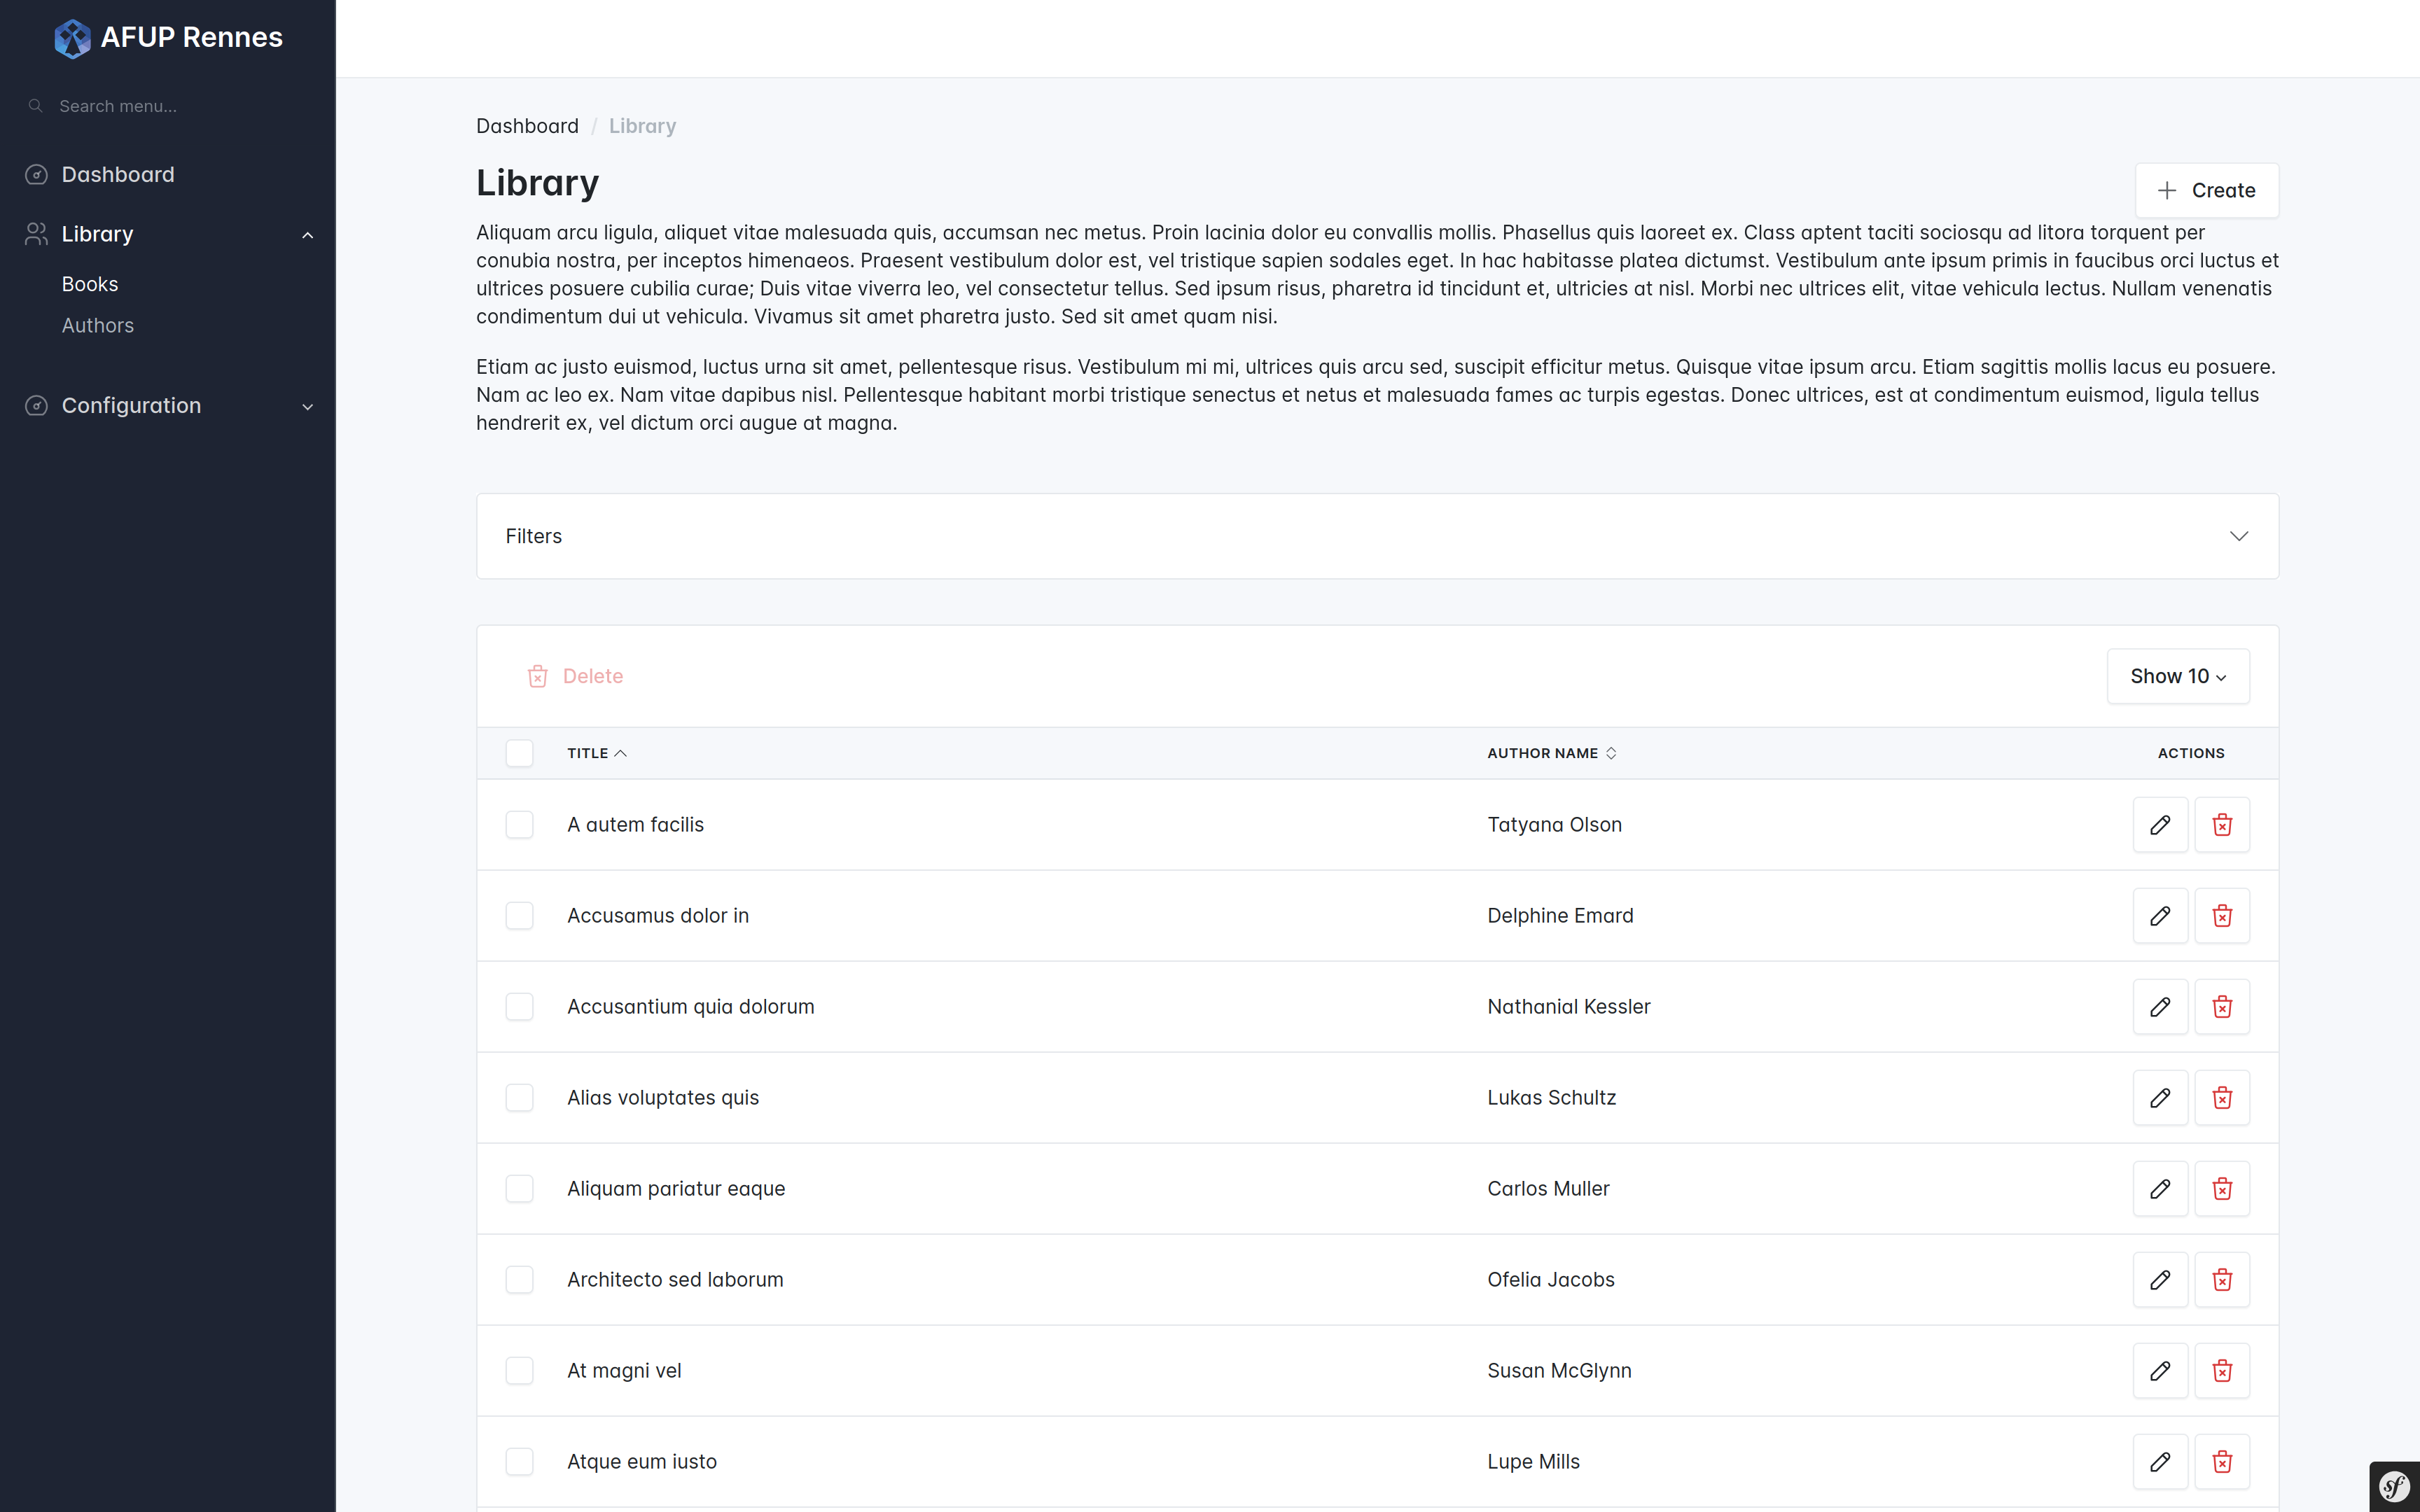 AFUP Rennes
Search menu...
Dashboard
Library
Books
Authors
Configuration
Dashboard / Library
Library
Create
Aliquam arcu ligula, aliquet vitae malesuada quis, accumsan nec metus. Proin lacinia dolor eu convallis mollis. Phasellus quis laoreet ex. Class aptent taciti sociosqu ad litora torquent per
conubia nostra, per inceptos himenaeos. Praesent vestibulum dolor est, vel tristique sapien sodales eget. In hac habitasse platea dictumst. Vestibulum ante ipsum primis in faucibus orci luctus et
ultrices posuere cubilia curae; Duis vitae viverra leo, vel consectetur tellus. Sed ipsum risus, pharetra id tincidunt et, ultricies at nisl. Morbi nec ultrices elit, vitae vehicula lectus. Nullam venenatis
condimentum dui ut vehicula. Vivamus sit amet pharetra justo. Sed sit amet quam nisi.
Etiam ac justo euismod, luctus urna sit amet, pellentesque risus. Vestibulum mi mi, ultrices quis arcu sed, suscipit efficitur metus. Quisque vitae ipsum arcu. Etiam sagittis mollis lacus eu posuere.
Nam ac leo ex. Nam vitae dapibus nisl. Pellentesque habitant morbi tristique senectus et netus et malesuada fames ac turpis egestas. Donec ultrices, est at condimentum euismod, ligula tellus
hendrerit ex, vel dictum orci augue at magna.
Filters
Delete
Show 10
TITLE AUTHOR NAME ACTIONS
A autem facilis Tatyana Olson
Accusamus dolor in Delphine Emard
Accusantium quia dolorum Nathanial Kessler
Alias voluptates quis Lukas Schultz
Aliquam pariatur eaque Carlos Muller
Architecto sed laborum Ofelia Jacobs
At magni vel Susan McGlynn
Atque eum iusto Lupe Mills
sf